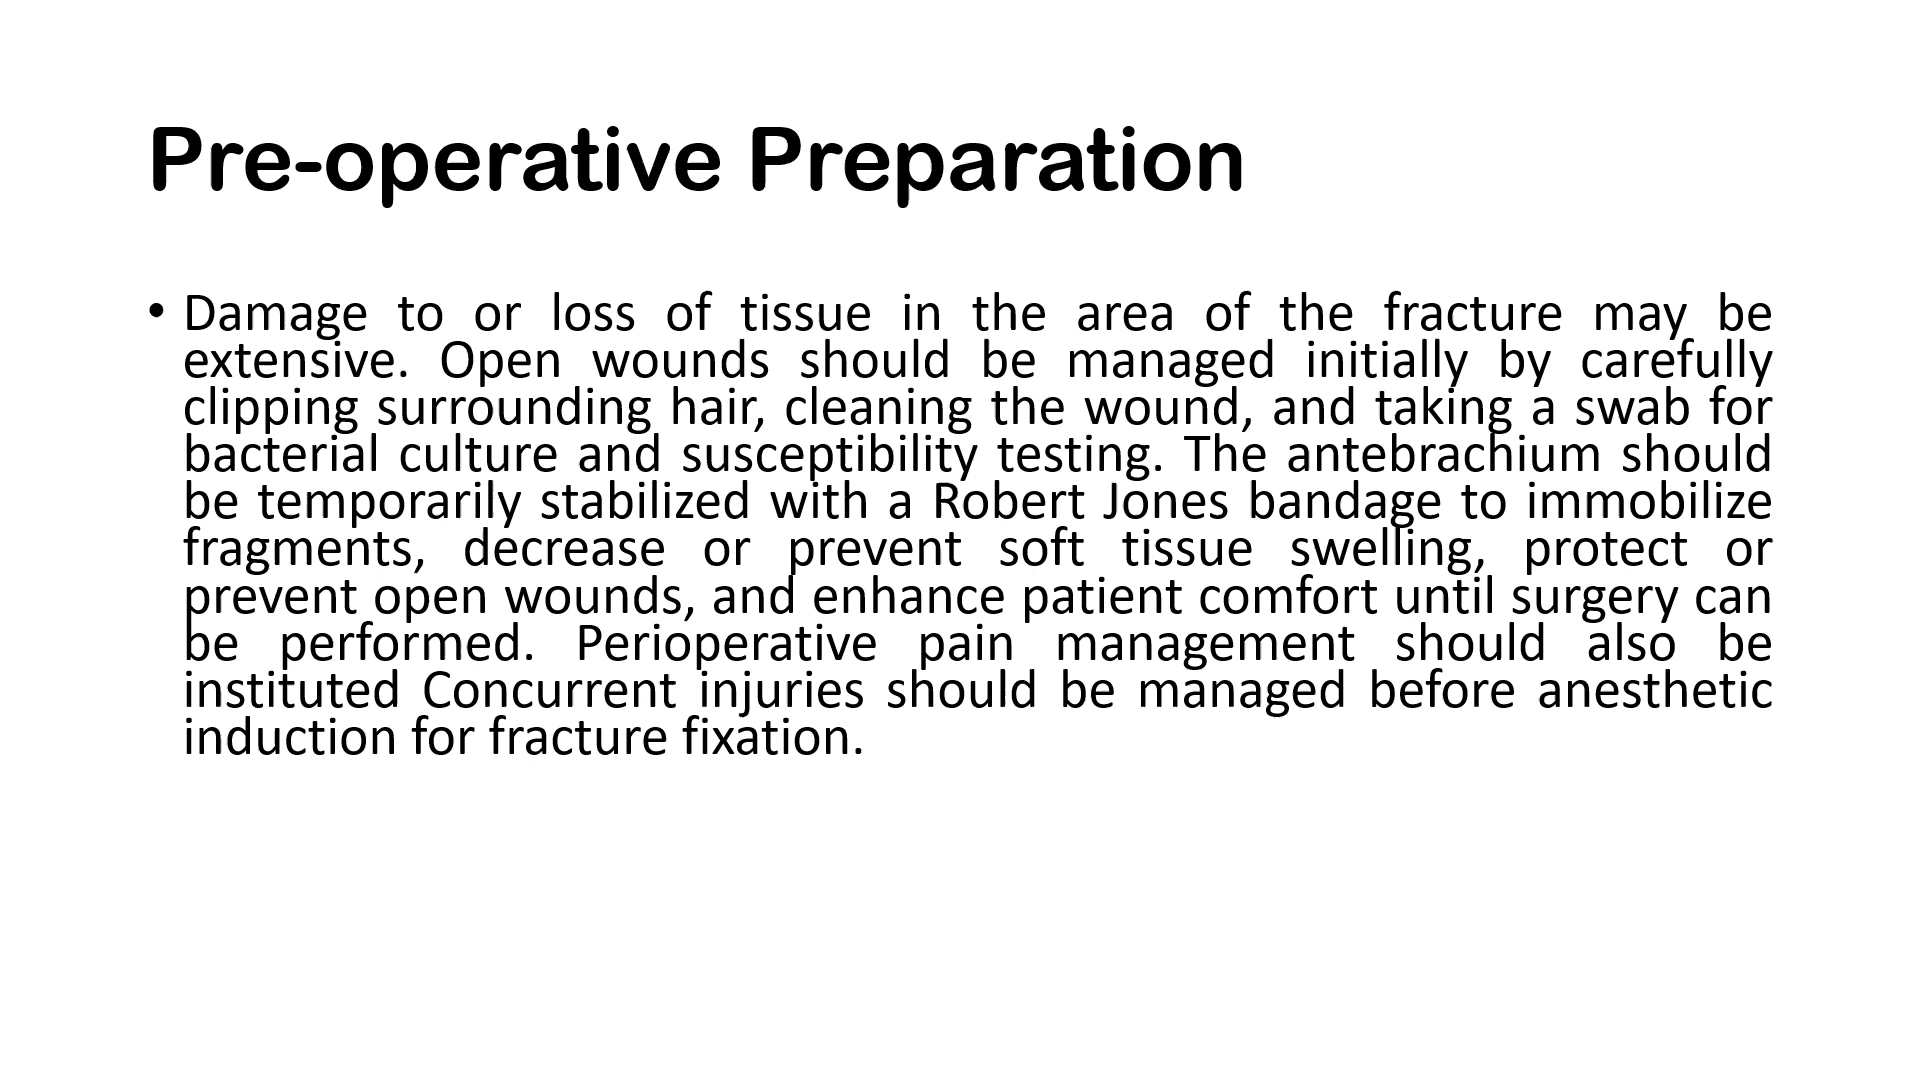 Pre-operative Preparation
• Damage to or loss of tissue in the area of the fracture may be
extensive. Open wounds should be managed initially by carefully
clipping surrounding hair, cleaning the wound, and taking a swab for
bacterial culture and susceptibility testing. The antebrachium should
be temporarily stabilized with a Robert Jones bandage to immobilize
fragments, decrease or prevent soft tissue swelling, protect or
prevent open wounds, and enhance patient comfort until surgery can
be performed. Perioperative pain management should also be
instituted Concurrent injuries should be managed before anesthetic
induction for fracture fixation.